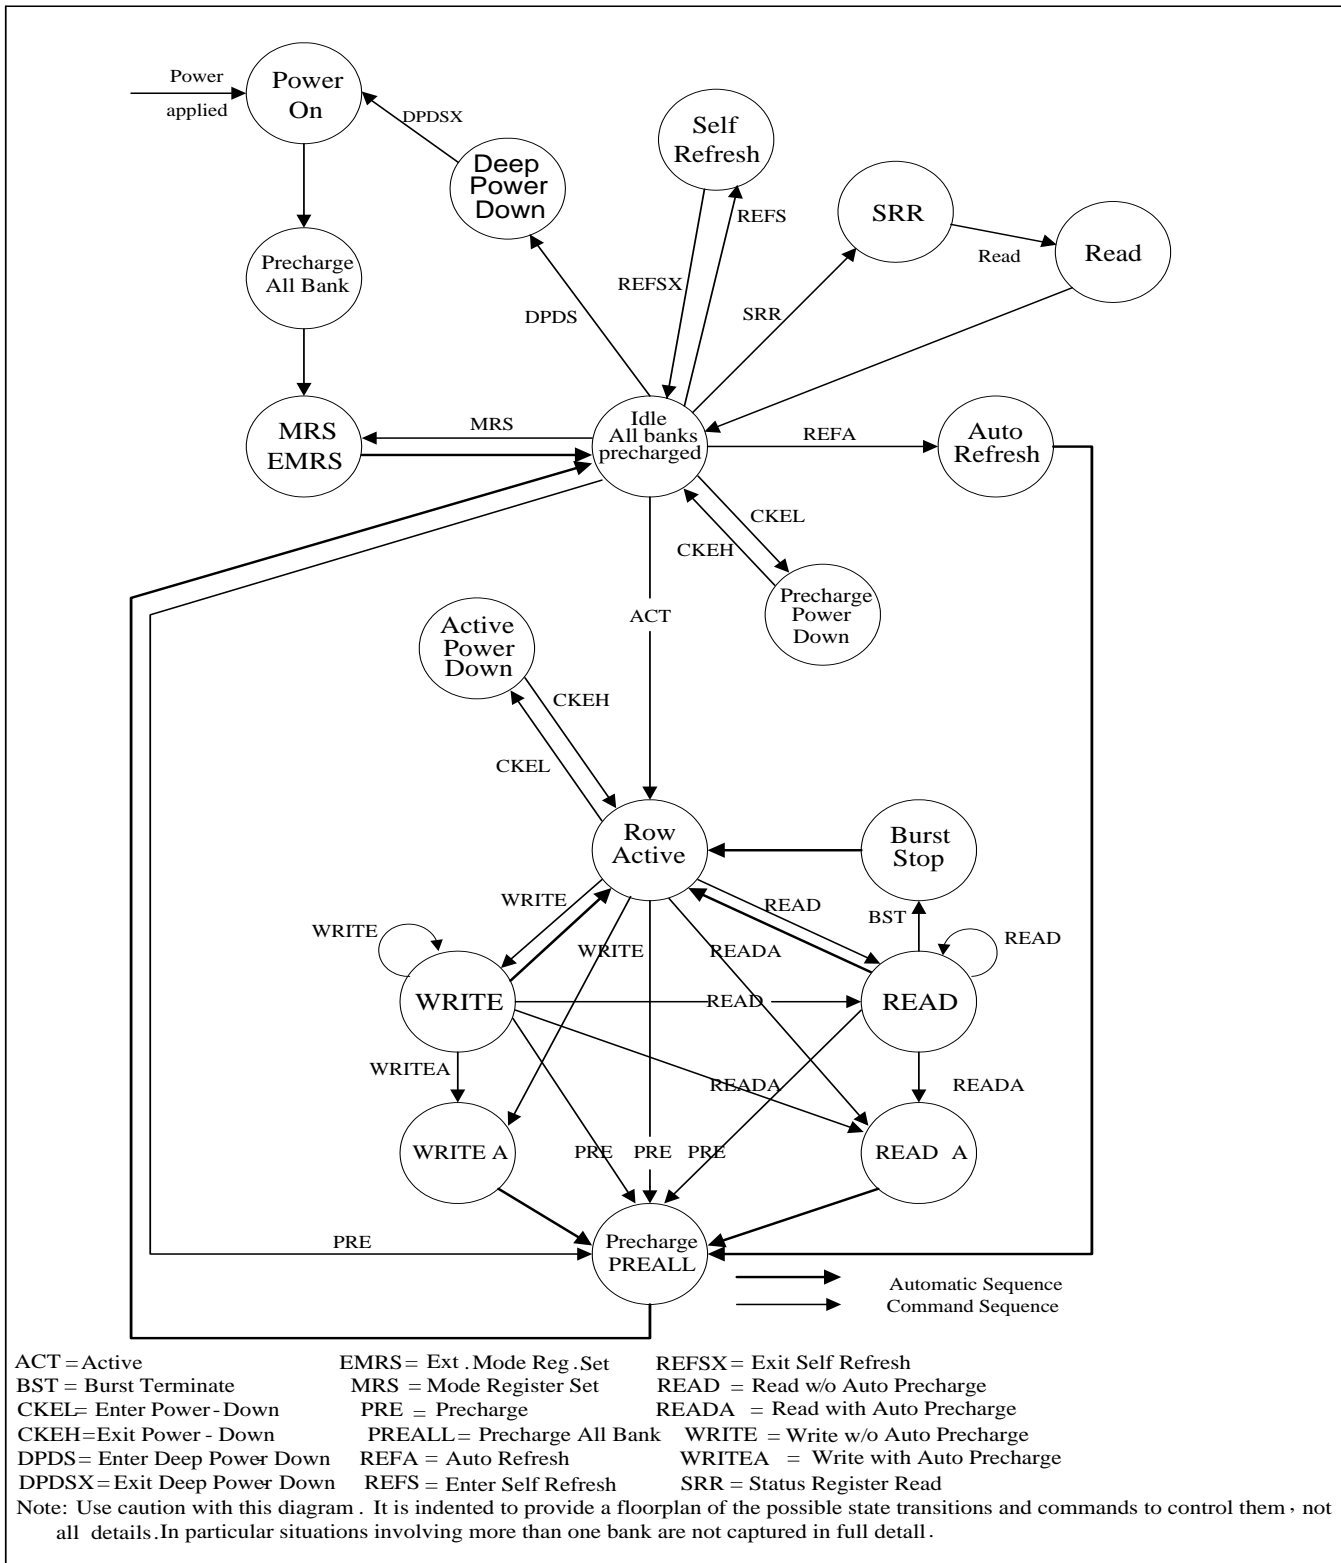 Power
applied
Power
On
DPDSX
Deep
Power
Down
Self
Refresh
REFS
SRR
Read
Read
Precharge
All Bank
REFSX
DPDS
SRR
MRS
EMRS
MRS
Idle
All banks
precharged
REFA
Auto
Refresh
CKEL
CKEH
Precharge
Power
Down
ACT
Active
Power
Down
CKEH
CKEL
Row
Active
Burst
Stop
WRITE
READ
BST
WRITE
WRITE
READA
READ
WRITE
READ
READ
WRITEA
READA
READA
WRITE A
PRE
PRE
PRE
READ A
PRE
Precharge
PREALL
Automatic Sequence
Command Sequence
ACT = Active EMRS = Ext . Mode Reg . Set REFSX = Exit Self Refresh
BST = Burst Terminate MRS = Mode Register Set READ = Read w/o Auto Precharge
CKEL= Enter Power - Down PRE = Precharge READA = Read with Auto Precharge
CKEH=Exit Power - Down PREALL= Precharge All Bank WRITE = Write w/o Auto Precharge
DPDS= Enter Deep Power Down REFA = Auto Refresh WRITEA = Write with Auto Precharge
DPDSX=Exit Deep Power Down REFS = Enter Self Refresh SRR = Status Register Read
Note: Use caution with this diagram . It is indented to provide a floorplan of the possible state transitions and commands to control them , not
all details.In particular situations involving more than one bank are not captured in full detall .